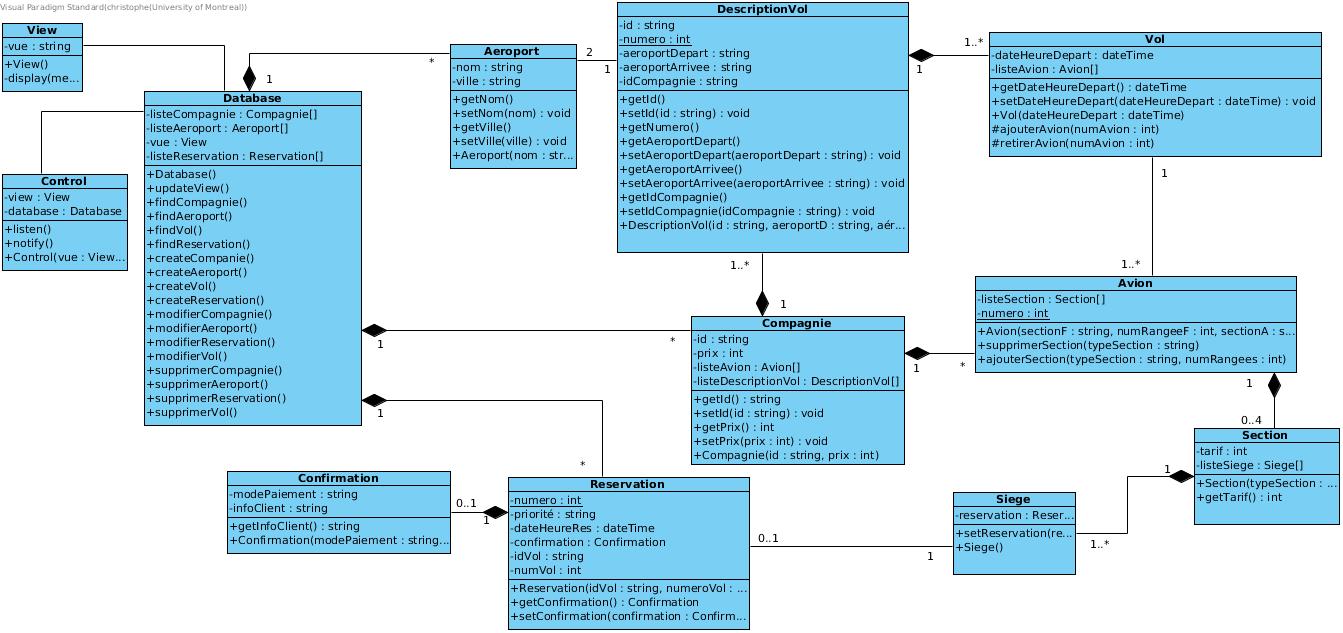 Visual Paradigm Standard(christophe(University of Montreal))
View
-vue : string
+View()
-display(me...
Control
-view : View
-database : Database
+listen()
+notify()
+Control(vue : View...
Database
-listeCompagnie : Compagnie[]
-listeAeroport : Aeroport[]
-vue : View
-listeReservation : Reservation[]
+Database()
+updateView()
+findCompagnie()
+findAeroport()
+findVol()
+findReservation()
+createCompanie()
+createAeroport()
+createVol()
+createReservation()
+modifierCompagnie()
+modifierAeroport()
+modifierReservation()
+modifierVol()
+supprimerCompagnie()
+supprimerAeroport()
+supprimerReservation()
+supprimerVol()
1
*
Aeroport
-nom : string
-ville : string
+getNom()
+setNom(nom) : void
+getVille()
+setVille(ville) : void
+Aeroport(nom : str...
2
1
DescriptionVol
-id : string
-numero : int
-aeroportDepart : string
-aeroportArrivee : string
-idCompagnie : string
+getId()
+setId(id : string) : void
+getNumero()
+getAeroportDepart()
+setAeroportDepart(aeroportDepart : string) : void
+getAeroportArrivee()
+setAeroportArrivee(aeroportArrivee : string) : void
+getIdCompagnie()
+setIdCompagnie(idCompagnie : string) : void
+DescriptionVol(id : string, aeroportD : string, aér...
1
1..*
Vol
-dateHeureDepart : dateTime
-listeAvion : Avion[]
+getDateHeureDepart() : dateTime
+setDateHeureDepart(dateHeureDepart : dateTime) : void
+Vol(dateHeureDepart : dateTime)
#ajouterAvion(numAvion : int)
#retirerAvion(numAvion : int)
1
1..*
Avion
-listeSection : Section[]
-numero : int
+Avion(sectionF : string, numRangeeF : int, sectionA : s...
+supprimerSection(typeSection : string)
+ajouterSection(typeSection : string, numRangees : int)
1..*
1
Compagnie
-id : string
-prix : int
-listeAvion : Avion[]
-listeDescriptionVol : DescriptionVol[]
+getId() : string
+setId(id : string) : void
+getPrix() : int
+setPrix(prix : int) : void
+Compagnie(id : string, prix : int)
1
*
1
*
1
*
1
0..4
Section
-tarif : int
-listeSiege : Siege[]
+Section(typeSection : ...
+getTarif() : int
1
1..*
Confirmation
-modePaiement : string
-infoClient : string
+getInfoClient() : string
+Confirmation(modePaiement : string...
0..1
1
Reservation
-numero : int
-priorité : string
-dateHeureRes : dateTime
-confirmation : Confirmation
-idVol : string
-numVol : int
+Reservation(idVol : string, numeroVol : ...
+getConfirmation() : Confirmation
+setConfirmation(confirmation : Confirm...
0..1
1
Siege
-reservation : Reser...
+setReservation(re...
+Siege()